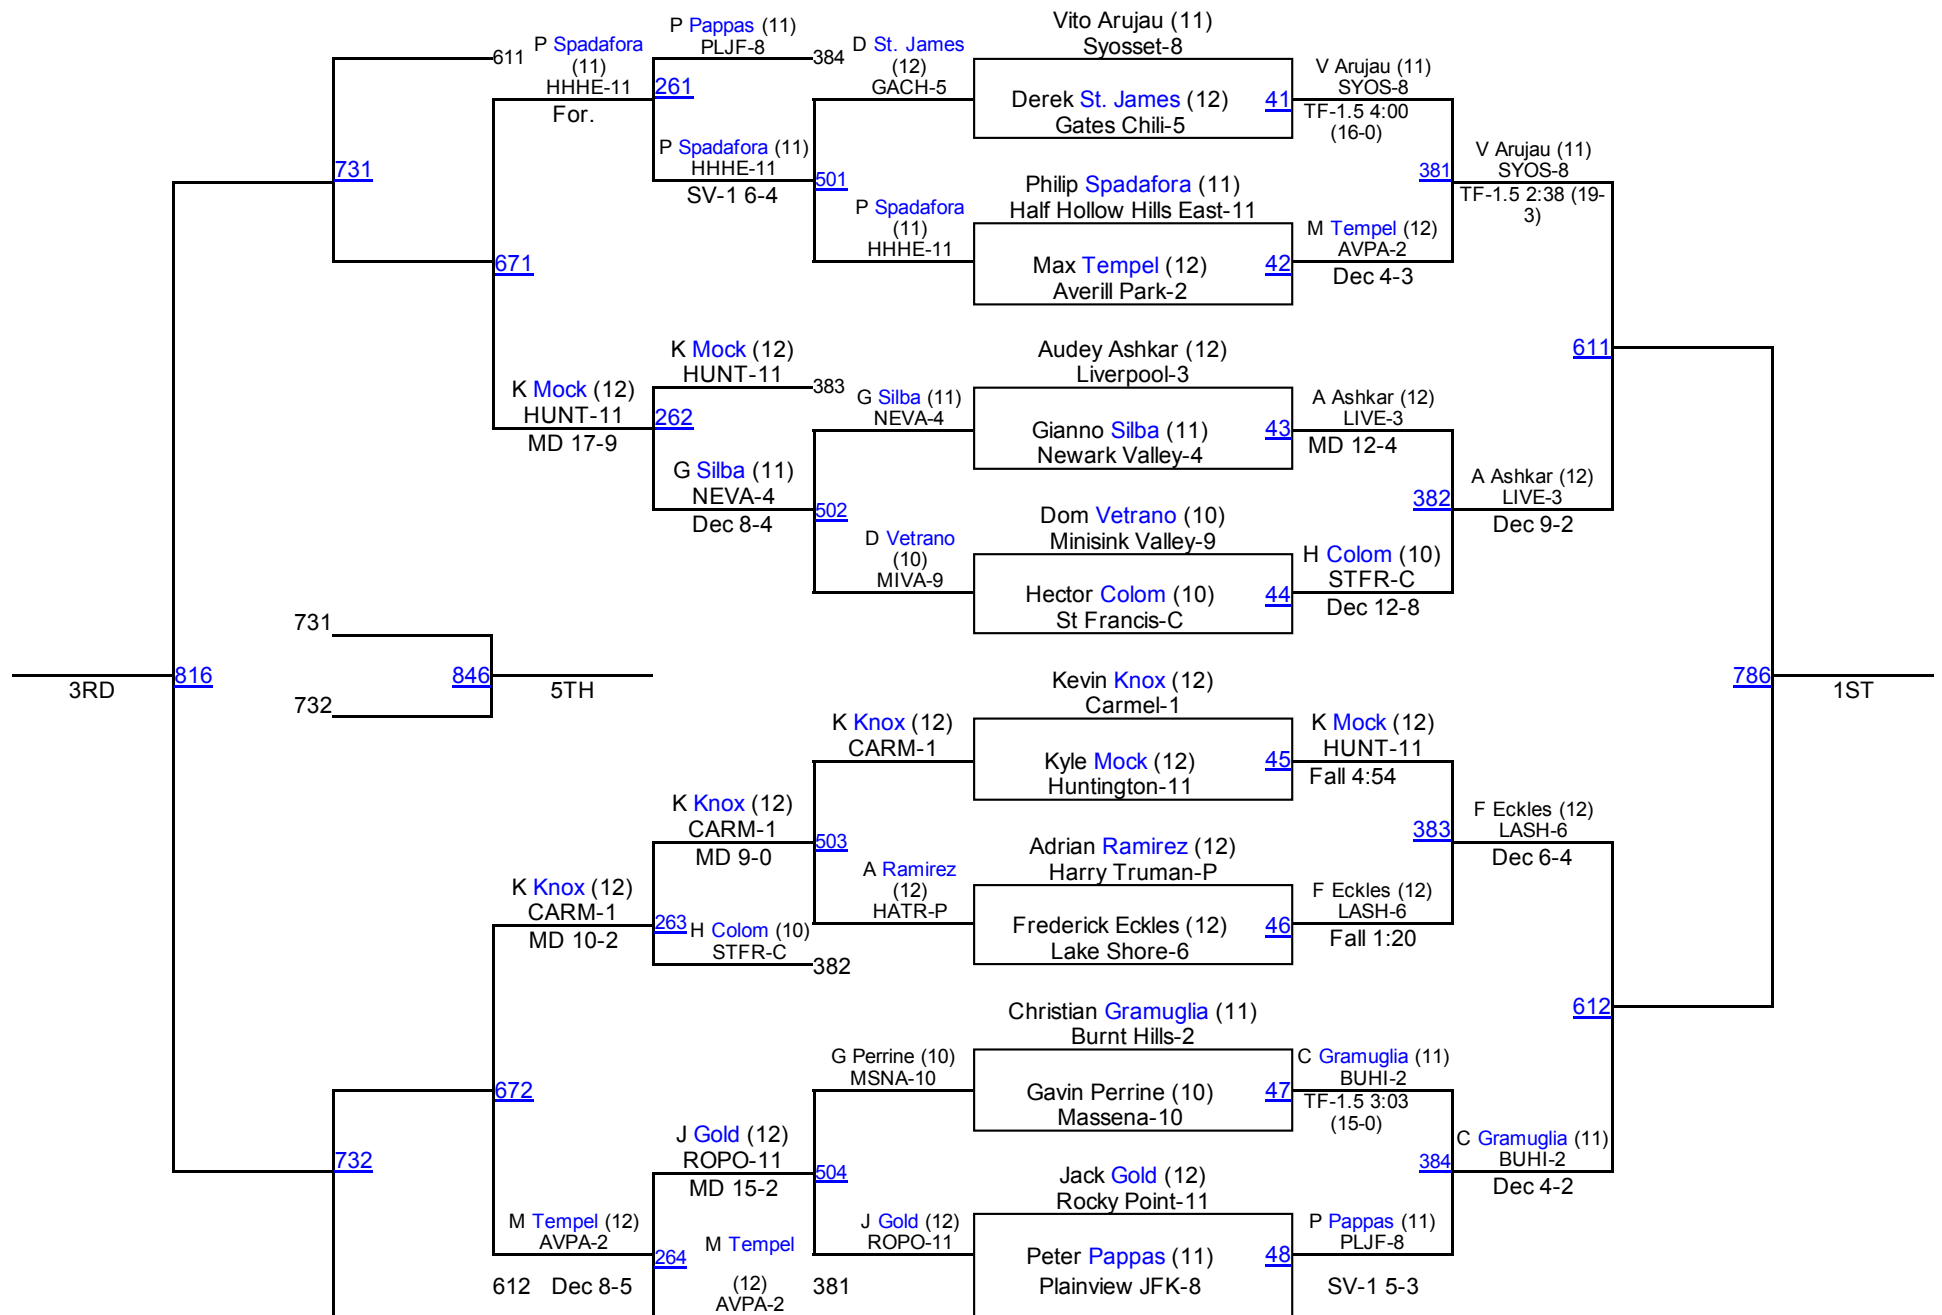 611
P Spadafora
(11)
HHHE-11
For.
P Pappas (11)
PLJF-8
384
261
P Spadafora (11)
HHHE-11
SV-1 6-4
D St. James
(12)
GACH-5
501
P Spadafora
(11)
HHHE-11
731
671
K Mock (12)
HUNT-11
MD 17-9
K Mock (12)
HUNT-11
383
262
G Silba (11)
NEVA-4
Dec 8-4
G Silba (11)
NEVA-4
502
D Vetrano
(10)
MIVA-9
Vito Arujau (11)
Syosset-8
Derek St. James (12)
Gates Chili-5
41
Philip Spadafora (11)
Half Hollow Hills East-11
Max Tempel (12)
Averill Park-2
42
Audey Ashkar (12)
Liverpool-3
Gianno Silba (11)
Newark Valley-4
43
Dom Vetrano (10)
Minisink Valley-9
Hector Colom (10)
St Francis-C
44
V Arujau (11)
SYOS-8
TF-1.5 4:00
(16-0)
381
M Tempel (12)
AVPA-2
Dec 4-3
V Arujau (11)
SYOS-8
TF-1.5 2:38 (19-
3)
611
A Ashkar (12)
LIVE-3
MD 12-4
382
H Colom (10)
STFR-C
Dec 12-8
A Ashkar (12)
LIVE-3
Dec 9-2
3RD
816
731
732
846
5TH
786
1ST
K Knox (12)
CARM-1
MD 10-2
K Knox (12)
CARM-1
MD 9-0
263
H Colom (10)
STFR-C
382
K Knox (12)
CARM-1
503
A Ramirez
(12)
HATR-P
672
732
M Tempel (12)
AVPA-2
612 Dec 8-5
J Gold (12)
ROPO-11
MD 15-2
264
M Tempel
(12)
AVPA-2
381
G Perrine (10)
MSNA-10
504
J Gold (12)
ROPO-11
Kevin Knox (12)
Carmel-1
Kyle Mock (12)
Huntington-11
45
Adrian Ramirez (12)
Harry Truman-P
Frederick Eckles (12)
Lake Shore-6
46
Christian Gramuglia (11)
Burnt Hills-2
Gavin Perrine (10)
Massena-10
47
Jack Gold (12)
Rocky Point-11
Peter Pappas (11)
Plainview JFK-8
48
K Mock (12)
HUNT-11
Fall 4:54
383
F Eckles (12)
LASH-6
Fall 1:20
F Eckles (12)
LASH-6
Dec 6-4
612
C Gramuglia (11)
BUHI-2
TF-1.5 3:03
(15-0)
384
P Pappas (11)
PLJF-8
SV-1 5-3
C Gramuglia (11)
BUHI-2
Dec 4-2